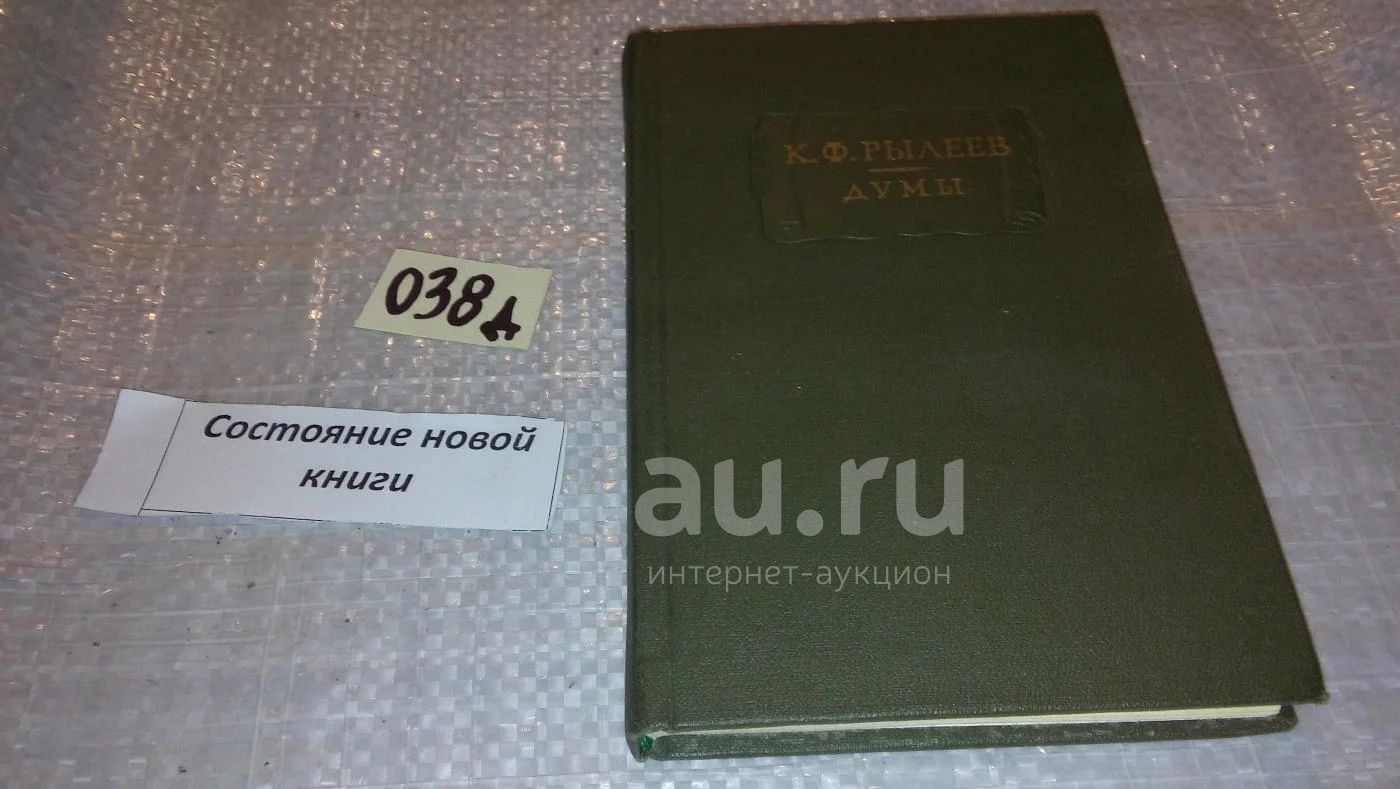 К.Ф.РЫЛЕЕВ
ДУМЫ
038д
Состояние новой
книги
au.ru
интернет-аукцион